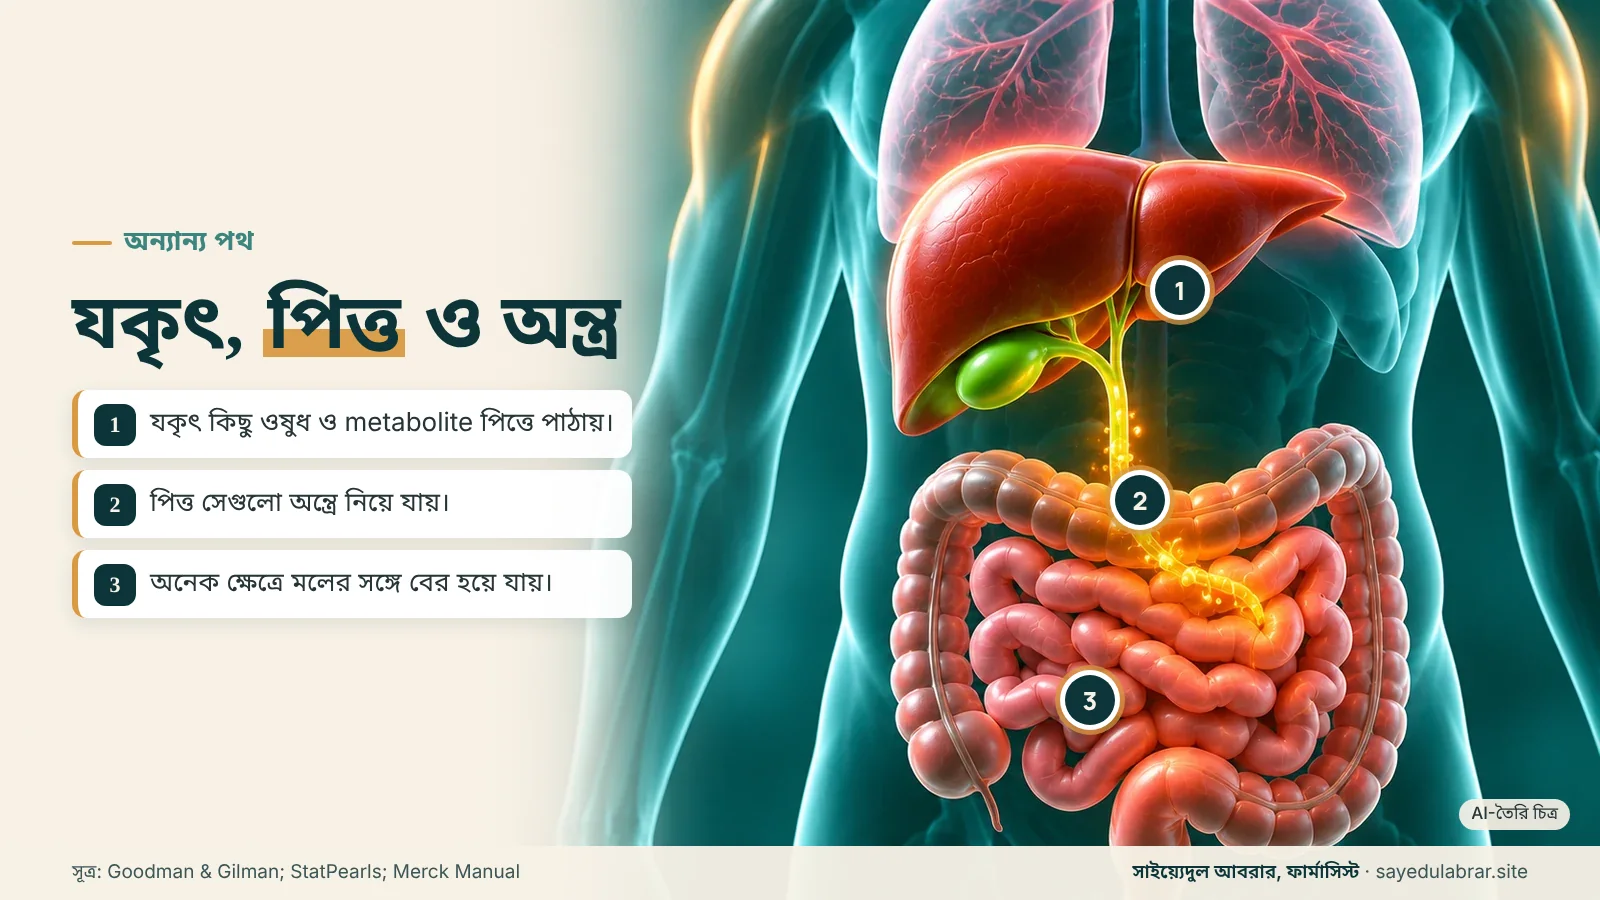 অন্যান্য পথ
যকৃৎ, পিত্ত ও অন্ত্র
1 যকৃৎ কিছু ওষুধ ও metabolite পিত্তে পাঠায়।
2 পিত্ত সেগুলো অন্ত্রে নিয়ে যায়।
3 অনেক ক্ষেত্রে মলের সঙ্গে বের হয়ে যায়।
1
2
3
AI-তৈরি চিত্র
সূত্র: Goodman & Gilman; StatPearls; Merck Manual
সাইয়্যেদুল আবরার, ফার্মাসিস্ট · sayedulabrar.site